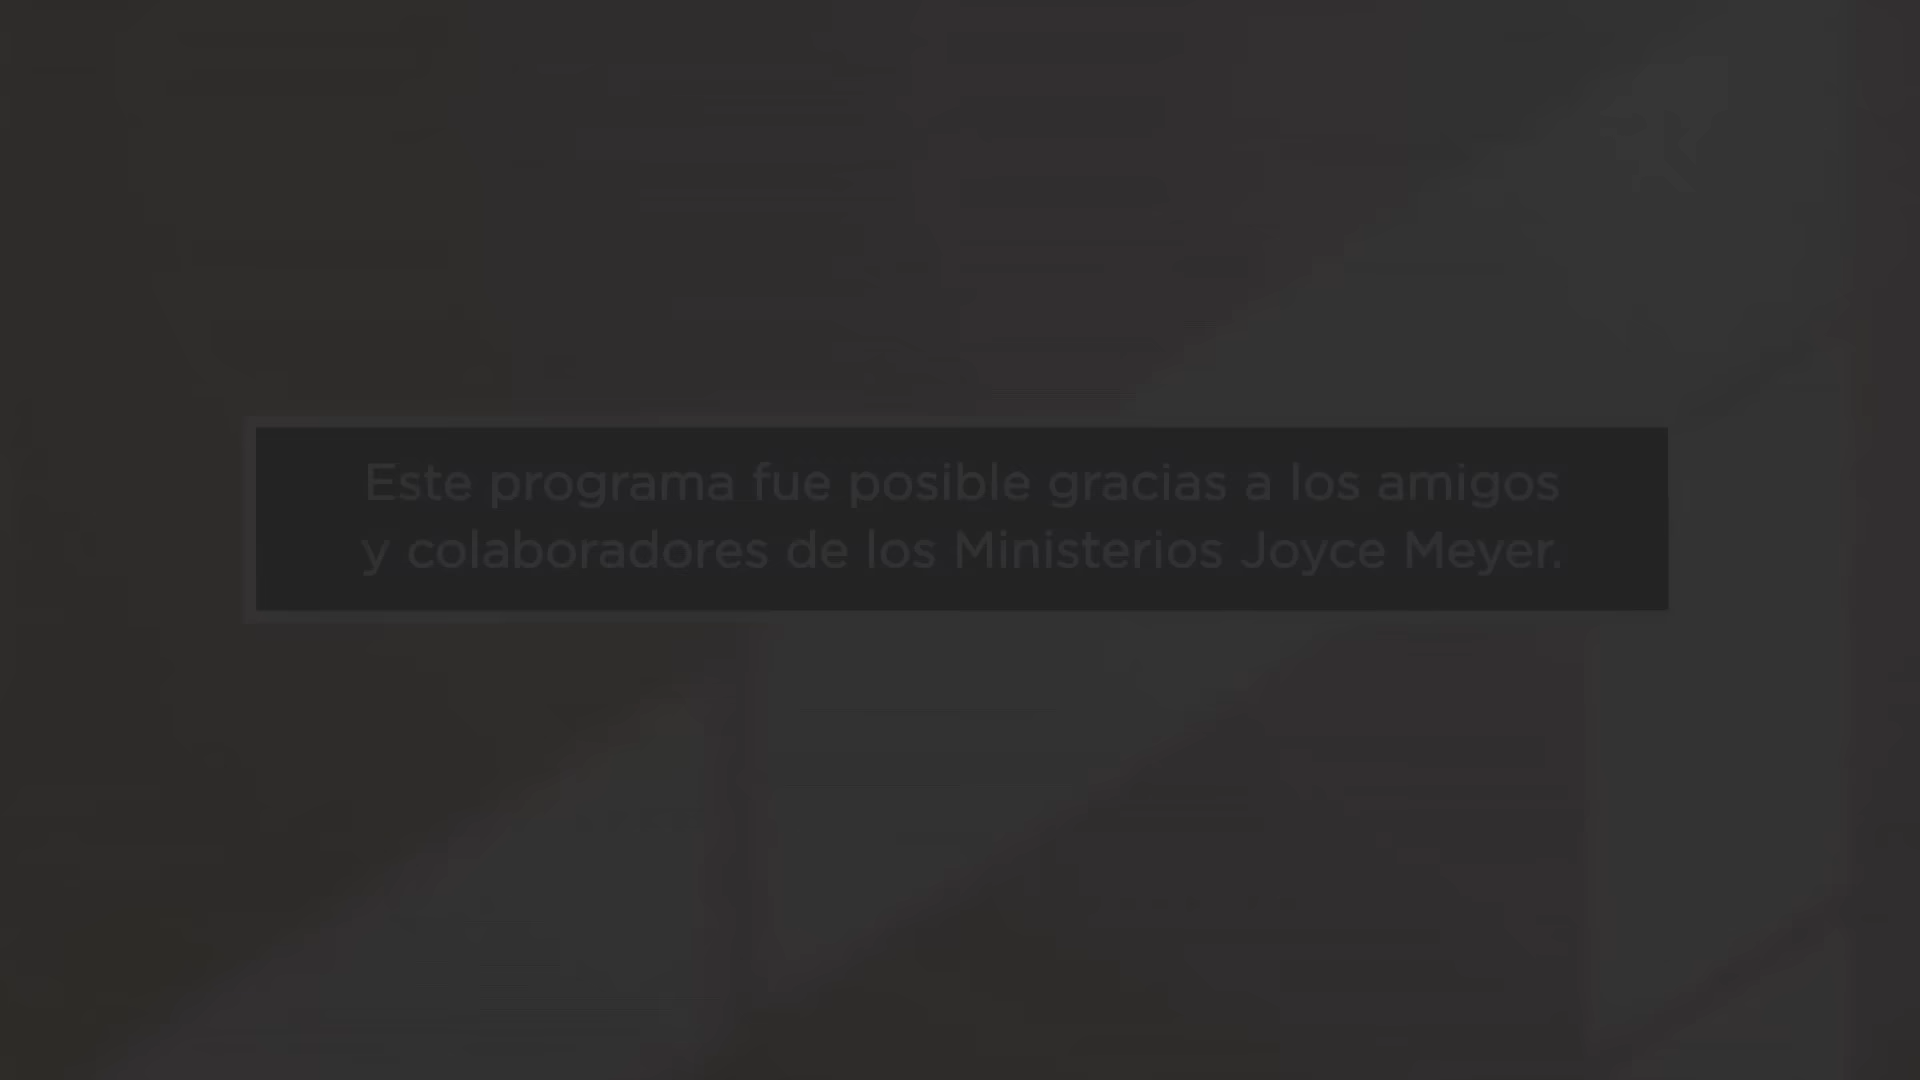 Este programa fue posible gracias a los amigos
y colaboradores de los Ministerios Joyce Meyer.